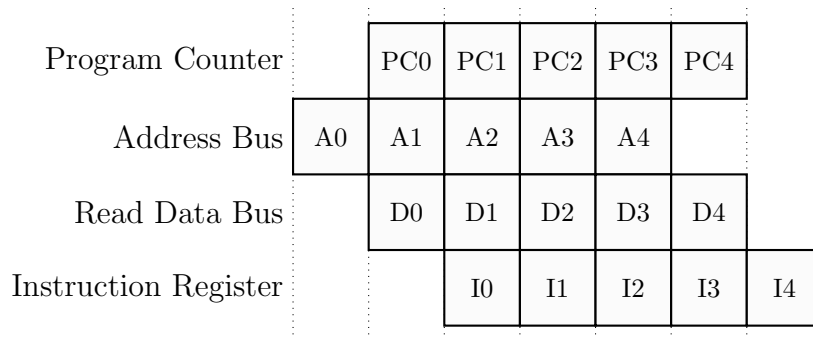 Program Counter PC0 PC1 PC2 PC3 PC4
Address Bus A0 A1 A2 A3 A4
Read Data Bus D0 D1 D2 D3 D4
Instruction Register I0 I1 I2 I3 I4